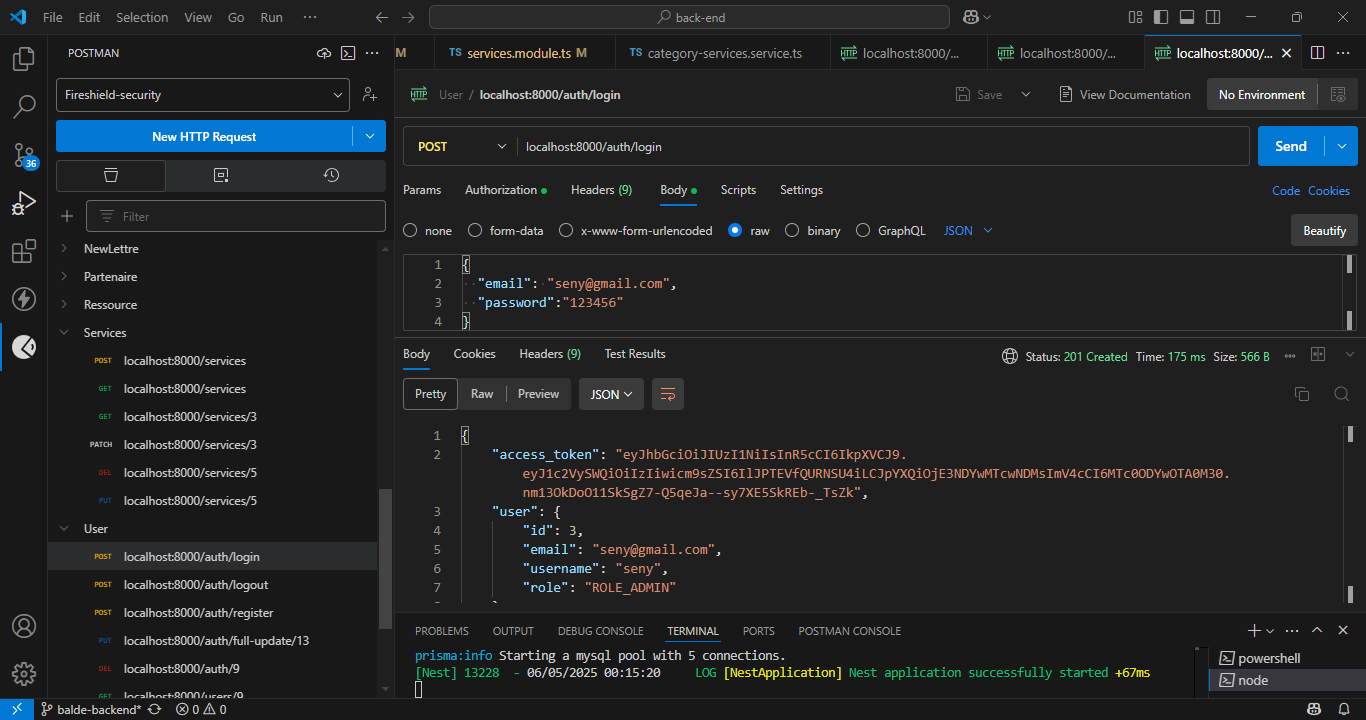 File Edit Selection View Go Run ···
back-end
POSTMAN
M
TS services.module.ts M
TS category-services.service.ts
HTTP localhost:8000/...
HTTP localhost:8000/...
HTTP localhost:8000/...
Fireshield-security
New HTTP Request
36
Filter
NewLettre
Partenaire
Ressource
Services
POST localhost:8000/services
GET localhost:8000/services
GET localhost:8000/services/3
PATCH localhost:8000/services/3
DEL localhost:8000/services/5
PUT localhost:8000/services/5
User
POST localhost:8000/auth/login
POST localhost:8000/auth/logout
POST localhost:8000/auth/register
PUT localhost:8000/auth/full-update/13
DEL localhost:8000/auth/9
GET localhost:8000/users/9
HTTP User / localhost:8000/auth/login
Save
View Documentation
No Environment
POST localhost:8000/auth/login
Send
Params Authorization Headers (9) Body Scripts Settings
Code Cookies
none form-data x-www-form-urlencoded raw binary GraphQL JSON
Beautify
1 {
2 "email": "seny@gmail.com",
3 "password":"123456"
4 }
Body Cookies Headers (9) Test Results
Status: 201 Created Time: 175 ms Size: 566 B
Pretty Raw Preview JSON
1 {
2 "access_token": "eyJhbGciOiJIUzI1NiIsInR5cCI6IkpXVCJ9.
eyJ1c2VySWQiOiIzIiwicm9sZSI6IlJPTEVfQURNSU4iLCJpYXQiOjE3NDYwMTcwNDMsImV4cCI6MTc0ODYwOTA0M30.
nm13OkDoO11SkSgZ7-Q5qeJa--sy7XE5SkREb-_TsZk",
3 "user": {
4 "id": 3,
5 "email": "seny@gmail.com",
6 "username": "seny",
7 "role": "ROLE_ADMIN"
PROBLEMS OUTPUT DEBUG CONSOLE TERMINAL PORTS POSTMAN CONSOLE
prisma:info Starting a mysql pool with 5 connections.
[Nest] 13228 - 06/05/2025 00:15:20 LOG [NestApplication] Nest application successfully started +67ms
powershell
node
balde-backend* 0 0